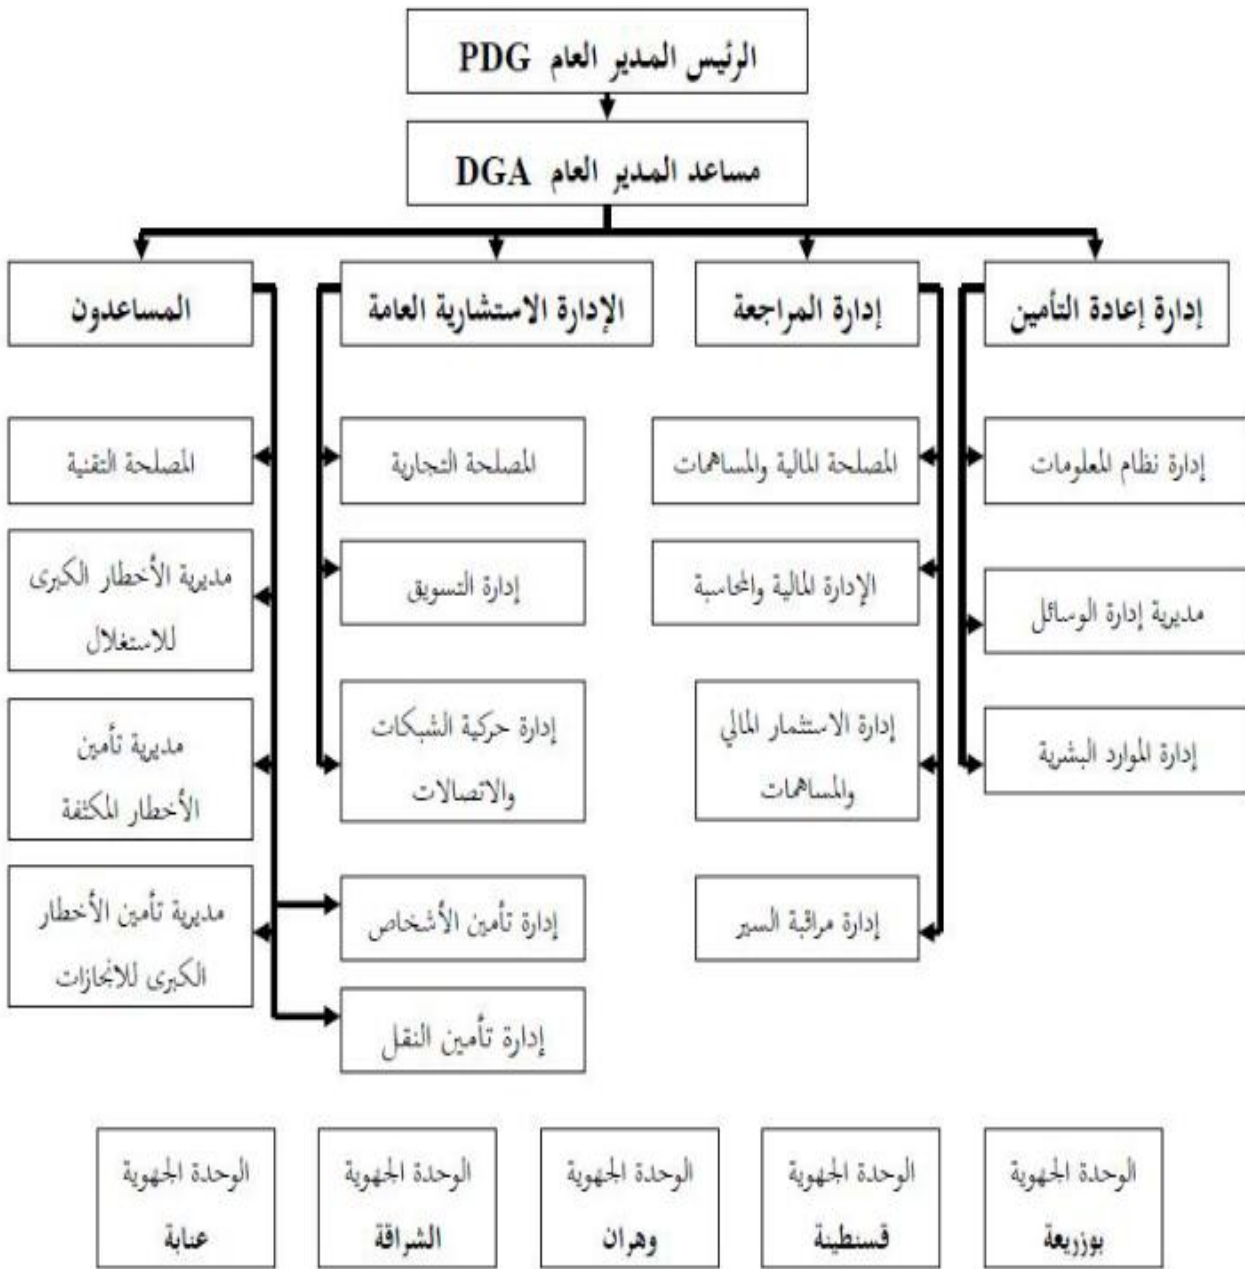 الرئيس المدير العام PDG
مساعد المدير العام DGA
إدارة إعادة التأمين
إدارة المراجعة
الإدارة الاستشارية العامة
المساعدون
إدارة نظام المعلومات
المصلحة المالية والمساهمات
المصلحة التجارية
المصلحة التقنية
مديرية إدارة الوسائل
الإدارة المالية والمحاسبة
إدارة التسويق
مديرية الأخطار الكبرى
للاستغلال
إدارة الموارد البشرية
إدارة الاستثمار المالي
والمساهمات
إدارة حركية الشبكات
والاتصالات
مديرية تأمين
الأخطار المكثفة
إدارة مراقبة السير
إدارة تأمين الأشخاص
مديرية تأمين الأخطار
الكبرى للانجازات
إدارة تأمين النقل
الوحدة الجهوية
بوزريعة
الوحدة الجهوية
قسنطينة
الوحدة الجهوية
وهران
الوحدة الجهوية
الشراقة
الوحدة الجهوية
عنابة